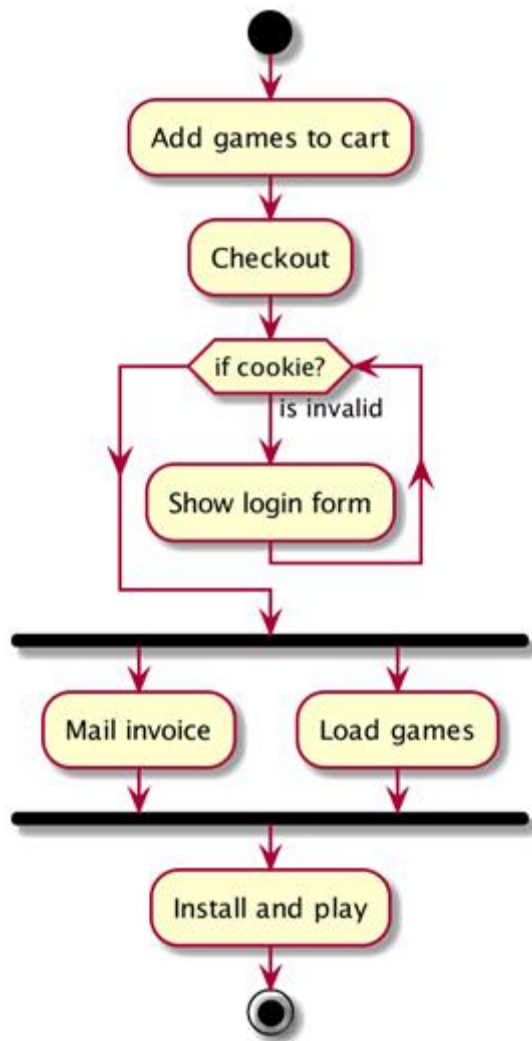 Add games to cart
Checkout
if cookie?
is invalid
Show login form
Mail invoice
Load games
Install and play